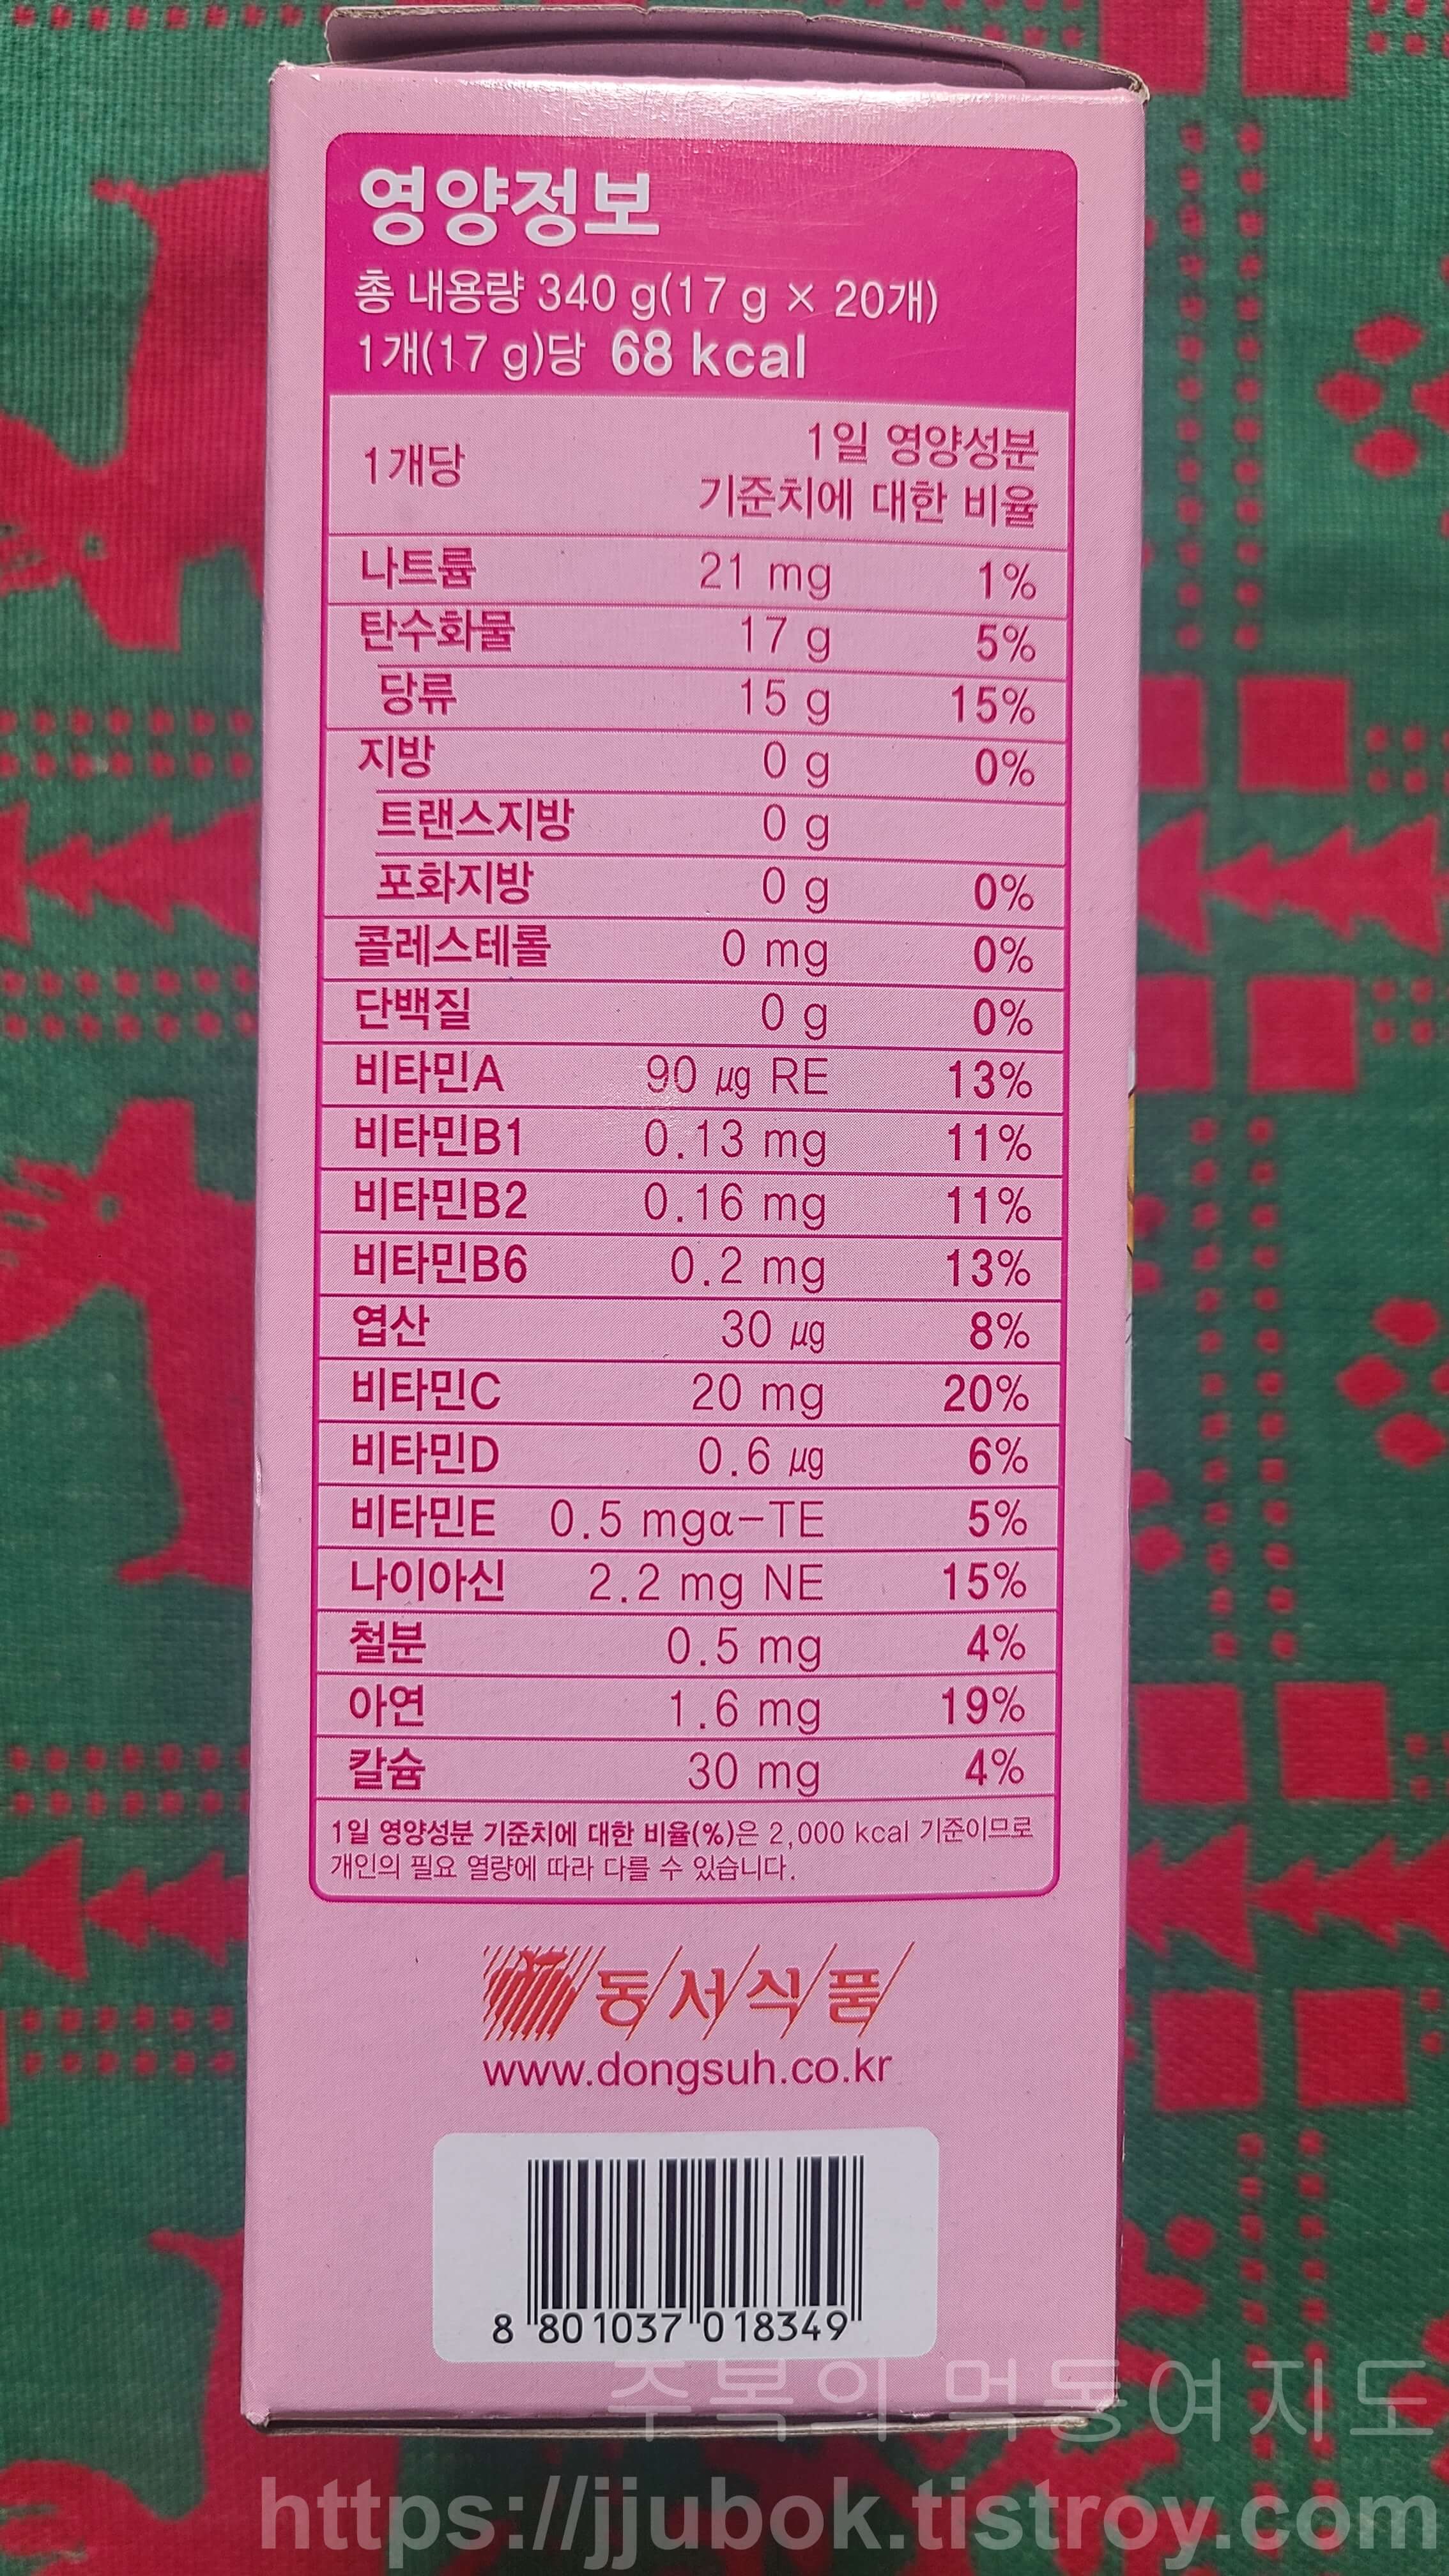 영양정보
총 내용량 340 g(17 g × 20개)
1개(17 g)당 68 kcal
1개당 1일 영양성분
기준치에 대한 비율
나트륨 21 mg 1%
탄수화물 17 g 5%
당류 15 g 15%
지방 0 g 0%
트랜스지방 0 g
포화지방 0 g 0%
콜레스테롤 0 mg 0%
단백질 0 g 0%
비타민A 90 μg RE 13%
비타민B1 0.13 mg 11%
비타민B2 0.16 mg 11%
비타민B6 0.2 mg 13%
엽산 30 μg 8%
비타민C 20 mg 20%
비타민D 0.6 μg 6%
비타민E 0.5 mgα-TE 5%
나이아신 2.2 mg NE 15%
철분 0.5 mg 4%
아연 1.6 mg 19%
칼슘 30 mg 4%
1일 영양성분 기준치에 대한 비율(%)은 2,000 kcal 기준이므로
개인의 필요 열량에 따라 다를 수 있습니다.
동서식품
www.dongsuh.co.kr
8 801037 018349
주복의 먹동여지도
https://jjubok.tistroy.com